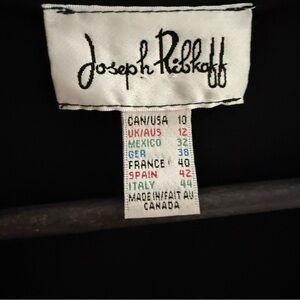 Joseph Ribkoff
CAN/USA 10
UK/AUS 12
MEXICO 32
GER 38
FRANCE 40
SPAIN 42
ITALY 44
MADE IN/FAIT AU
CANADA